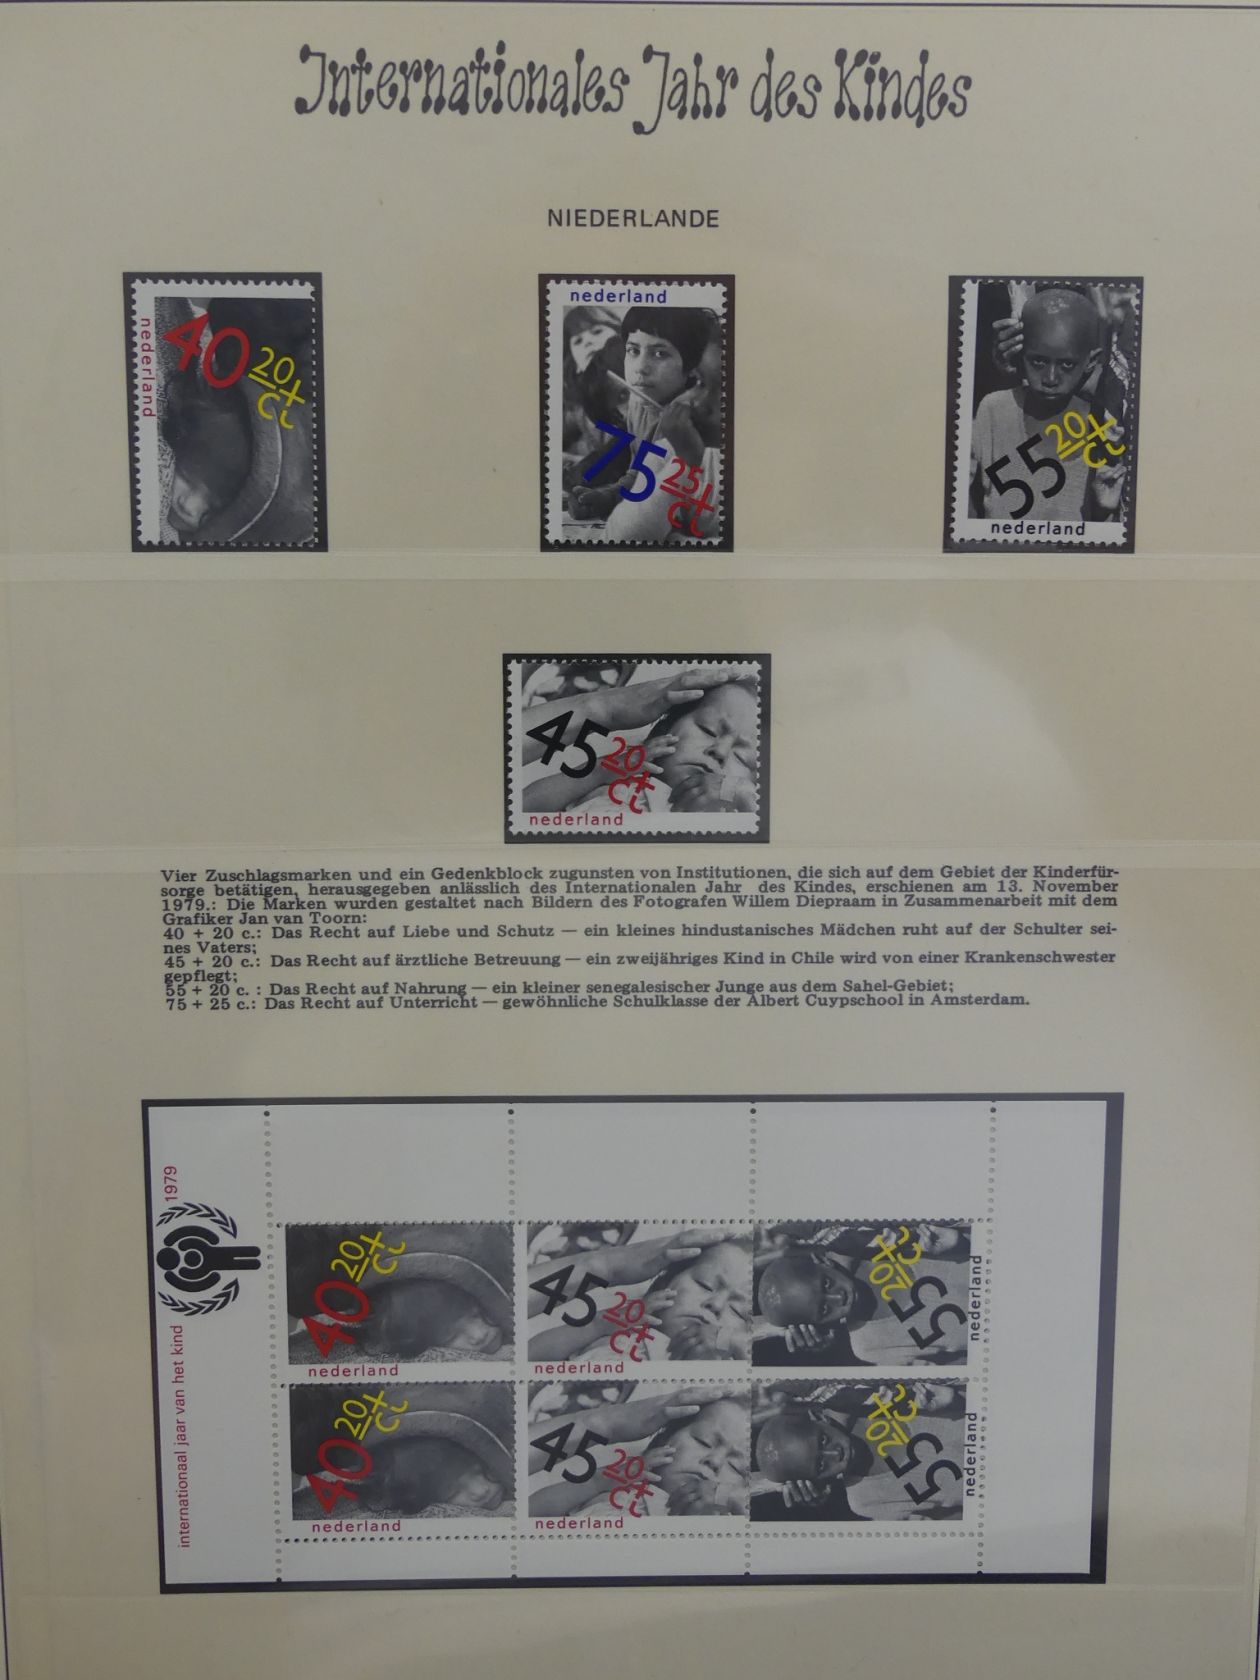 Internationales Jahr des Kindes
NIEDERLANDE
nederland
40
20
+
ct
nederland
75
25
+
ct
55
20
+
ct
nederland
45
20
+
ct
nederland
Vier Zuschlagsmarken und ein Gedenkblock zugunsten von Institutionen, die sich auf dem Gebiet der Kinderfür-
sorge betätigen, herausgegeben anlässlich des Internationalen Jahr des Kindes, erschienen am 13. November
1979.: Die Marken wurden gestaltet nach Bildern des Fotografen Willem Diepraam in Zusammenarbeit mit dem
Grafiker Jan van Toorn:
40 + 20 c.: Das Recht auf Liebe und Schutz — ein kleines hindustanisches Mädchen ruht auf der Schulter sei-
nes Vaters;
45 + 20 c.: Das Recht auf ärztliche Betreuung — ein zweijähriges Kind in Chile wird von einer Krankenschwester
gepflegt;
55 + 20 c. : Das Recht auf Nahrung — ein kleiner senegalesischer Junge aus dem Sahel-Gebiet;
75 + 25 c.: Das Recht auf Unterricht — gewöhnliche Schulklasse der Albert Cuypschool in Amsterdam.
1979
internationaal jaar van het kind
40
20
+
ct
nederland
45
20
+
ct
nederland
55
20
+
ct
nederland
40
20
+
ct
nederland
45
20
+
ct
nederland
55
20
+
ct
nederland